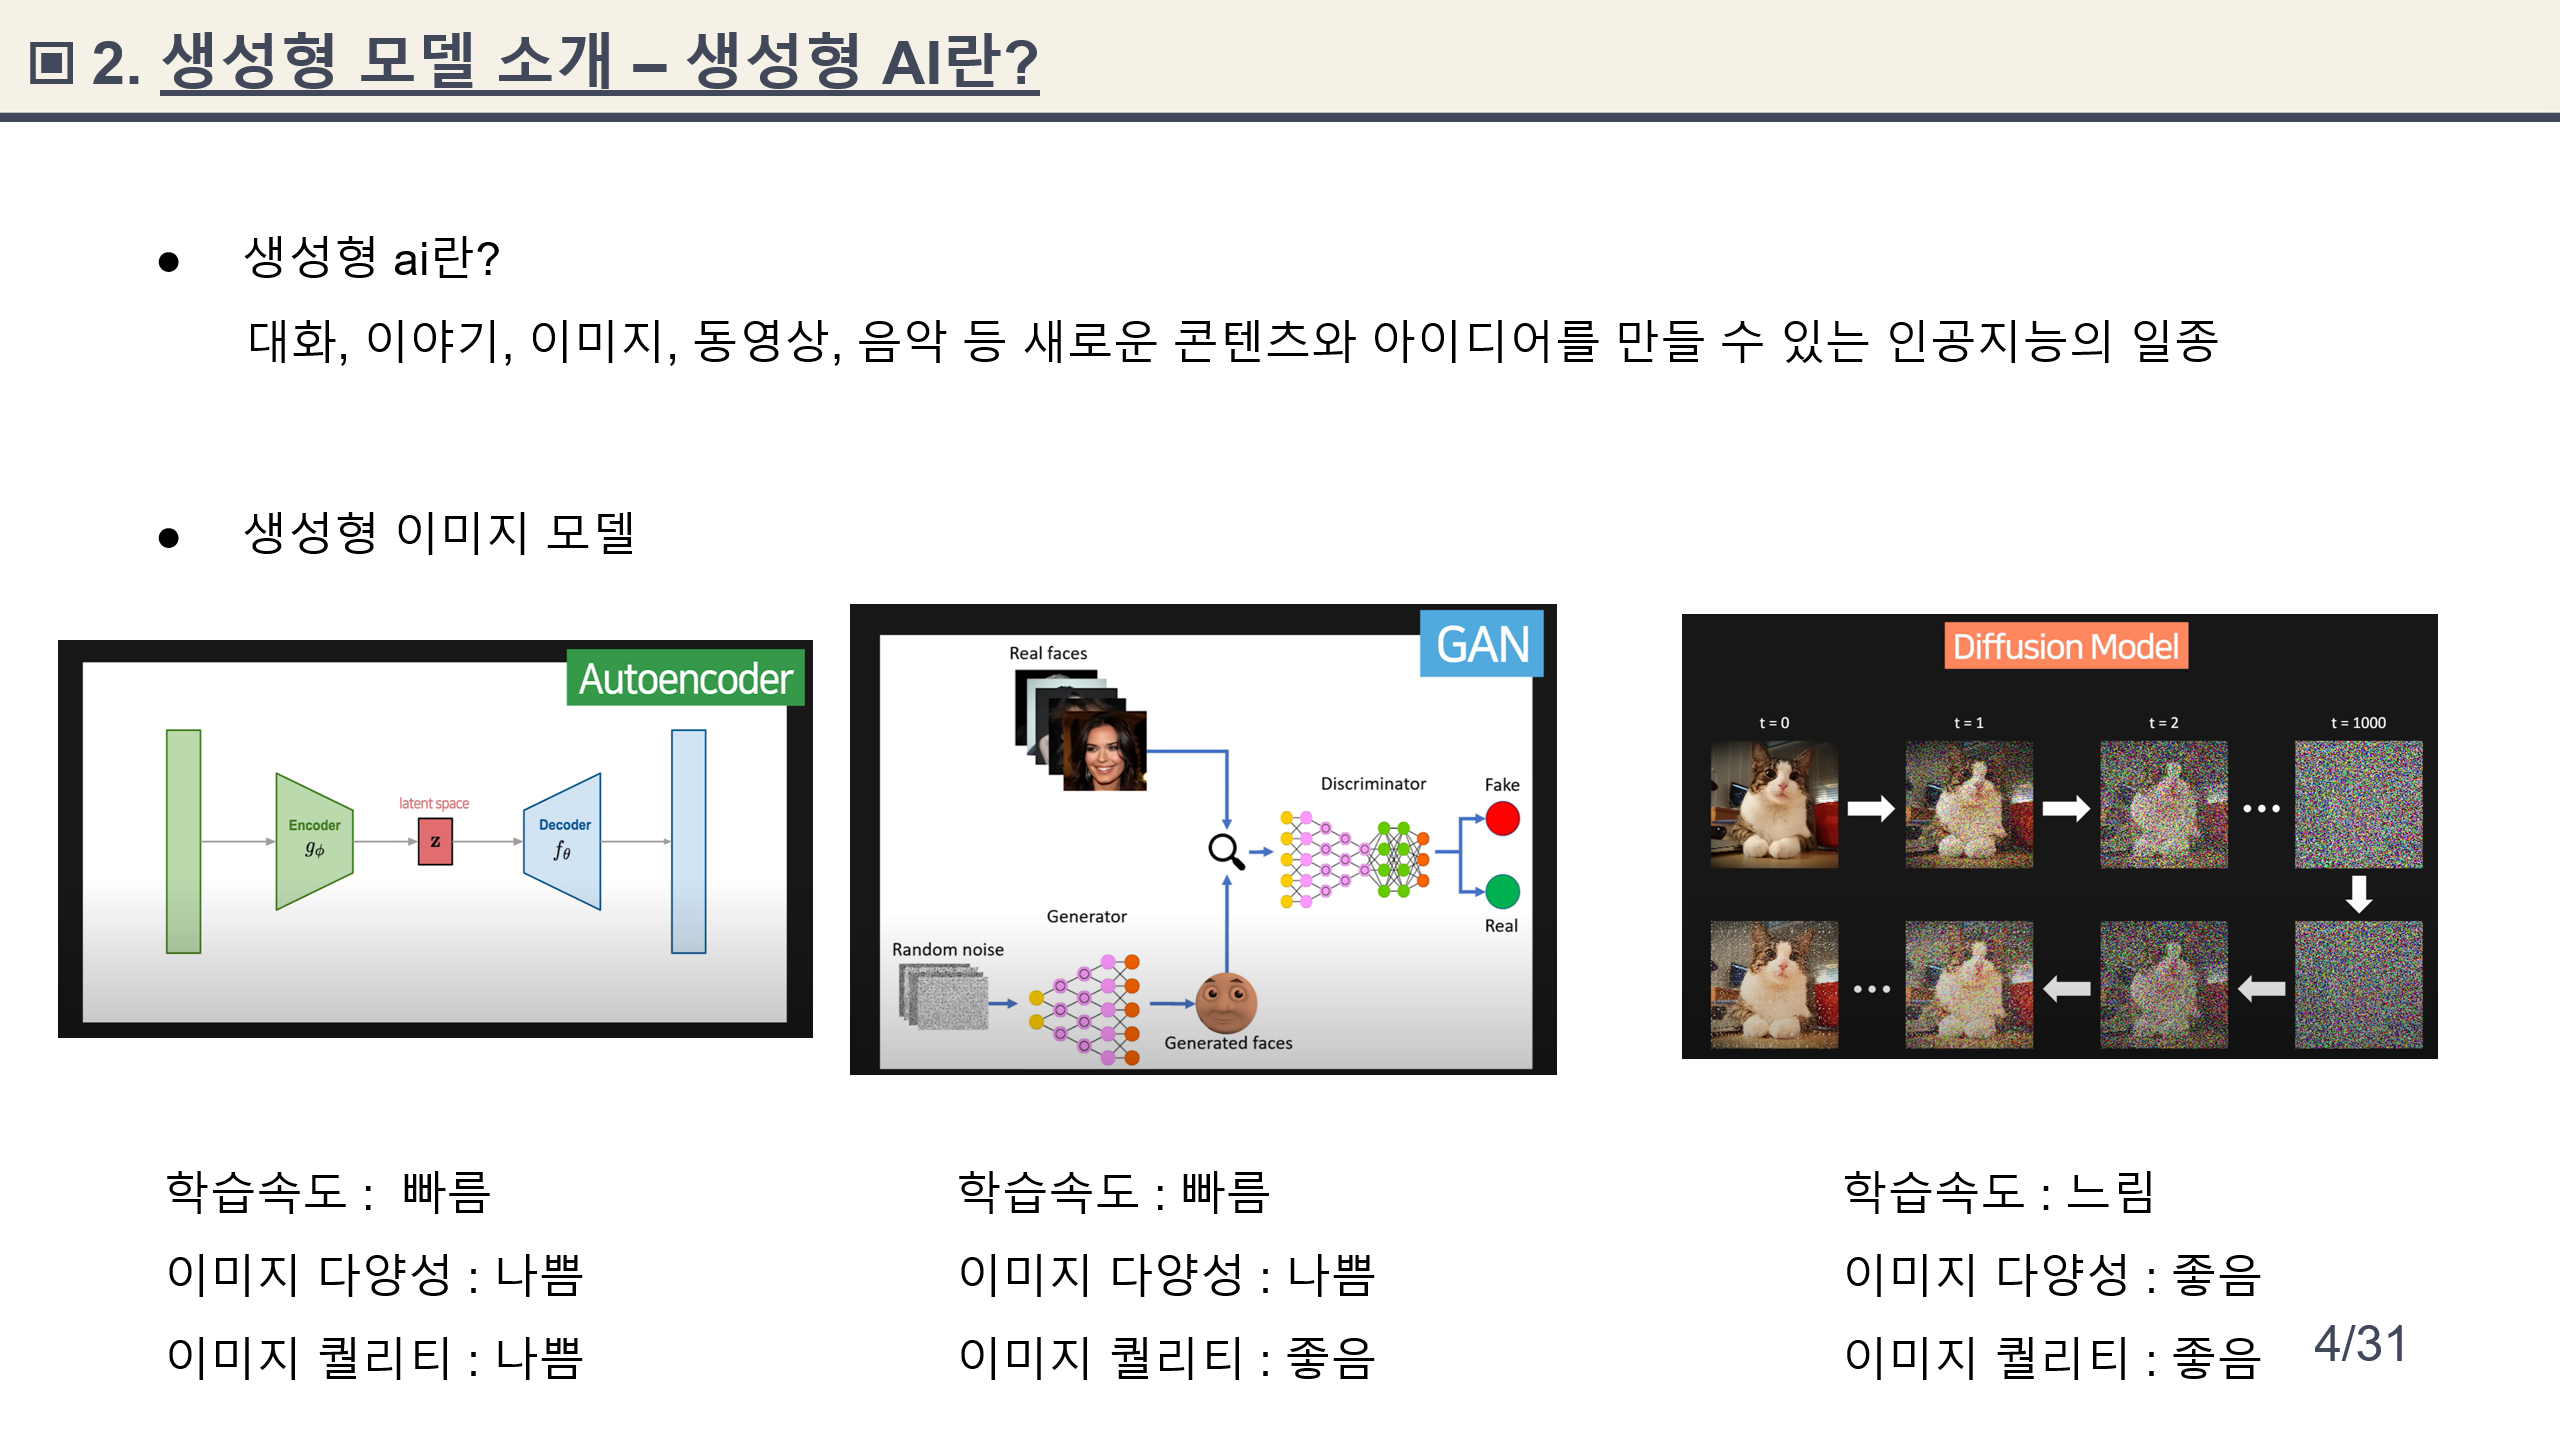 ▣ 2. 생성형 모델 소개 – 생성형 AI란?
● 생성형 ai란?
대화, 이야기, 이미지, 동영상, 음악 등 새로운 콘텐츠와 아이디어를 만들 수 있는 인공지능의 일종
● 생성형 이미지 모델
Autoencoder
latent space
Encoder
gϕ
z
Decoder
fθ
GAN
Real faces
Discriminator
Fake
Real
Generator
Random noise
Generated faces
Diffusion Model
t = 0
t = 1
t = 2
t = 1000
학습속도 : 빠름
이미지 다양성 : 나쁨
이미지 퀄리티 : 나쁨
학습속도 : 빠름
이미지 다양성 : 나쁨
이미지 퀄리티 : 좋음
학습속도 : 느림
이미지 다양성 : 좋음
이미지 퀄리티 : 좋음
4/31